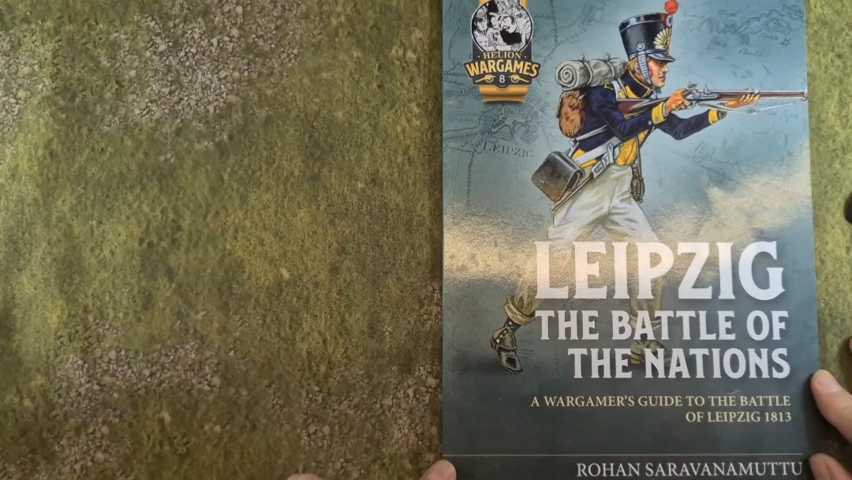 HELION
WARGAMES
8
LEIPZIG
LEIPZIG
THE BATTLE OF
THE NATIONS
A WARGAMER'S GUIDE TO THE BATTLE
OF LEIPZIG 1813
ROHAN SARAVANAMUTTU